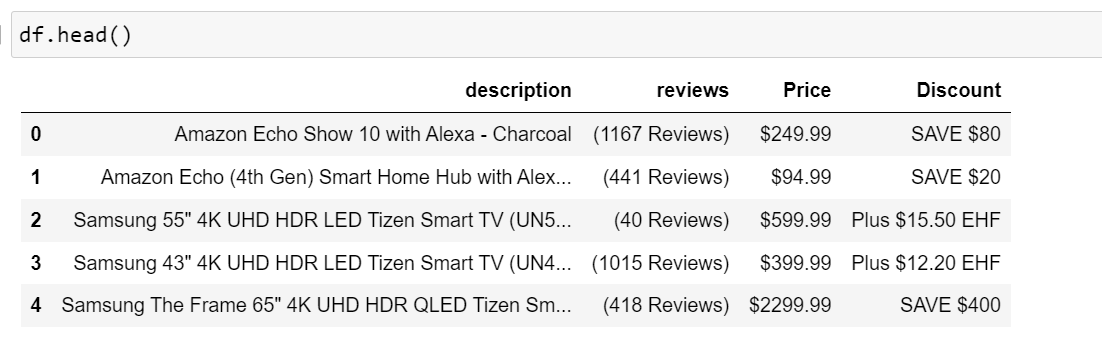 df.head()
description reviews Price Discount
0 Amazon Echo Show 10 with Alexa - Charcoal (1167 Reviews) $249.99 SAVE $80
1 Amazon Echo (4th Gen) Smart Home Hub with Alex... (441 Reviews) $94.99 SAVE $20
2 Samsung 55" 4K UHD HDR LED Tizen Smart TV (UN5... (40 Reviews) $599.99 Plus $15.50 EHF
3 Samsung 43" 4K UHD HDR LED Tizen Smart TV (UN4... (1015 Reviews) $399.99 Plus $12.20 EHF
4 Samsung The Frame 65" 4K UHD HDR QLED Tizen Sm... (418 Reviews) $2299.99 SAVE $400